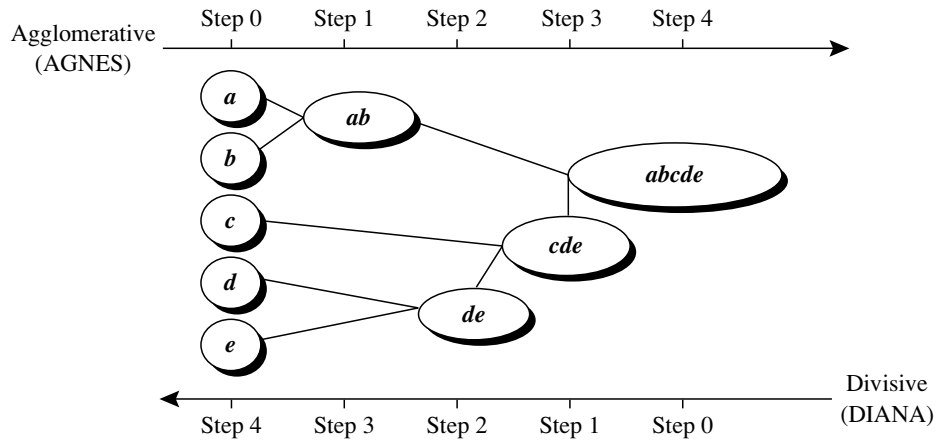 Step 0 Step 1 Step 2 Step 3 Step 4
Agglomerative
(AGNES)
a
ab
b
abcde
c
cde
d
de
e
Divisive
(DIANA)
Step 4 Step 3 Step 2 Step 1 Step 0